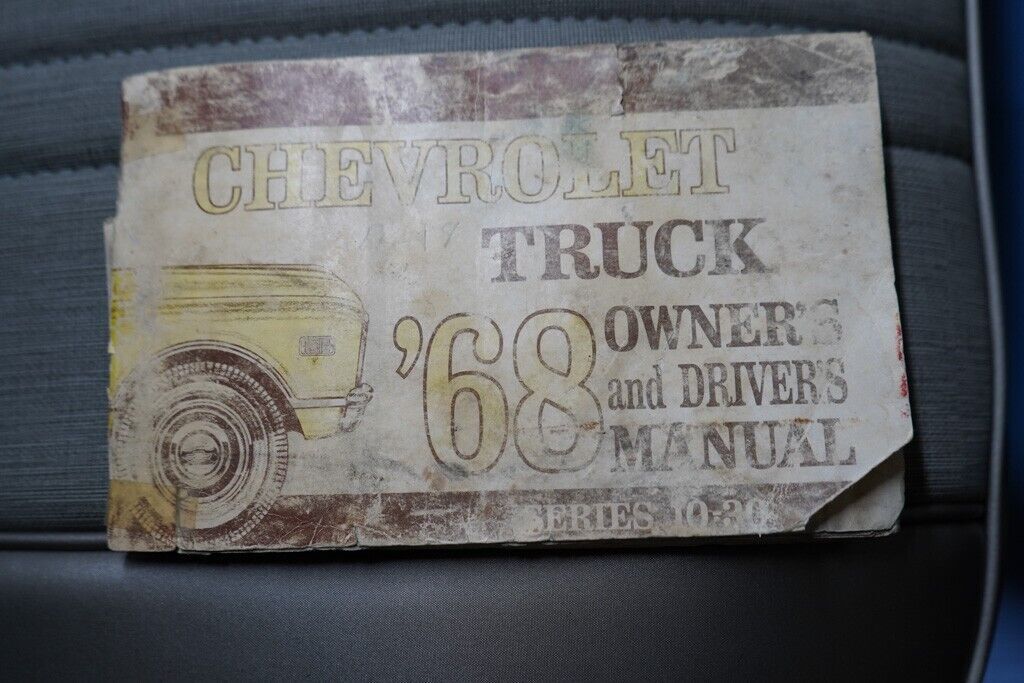 CHEVROLET
TRUCK
'68 OWNER'S
and DRIVER'S
MANUAL
SERIES 10-30